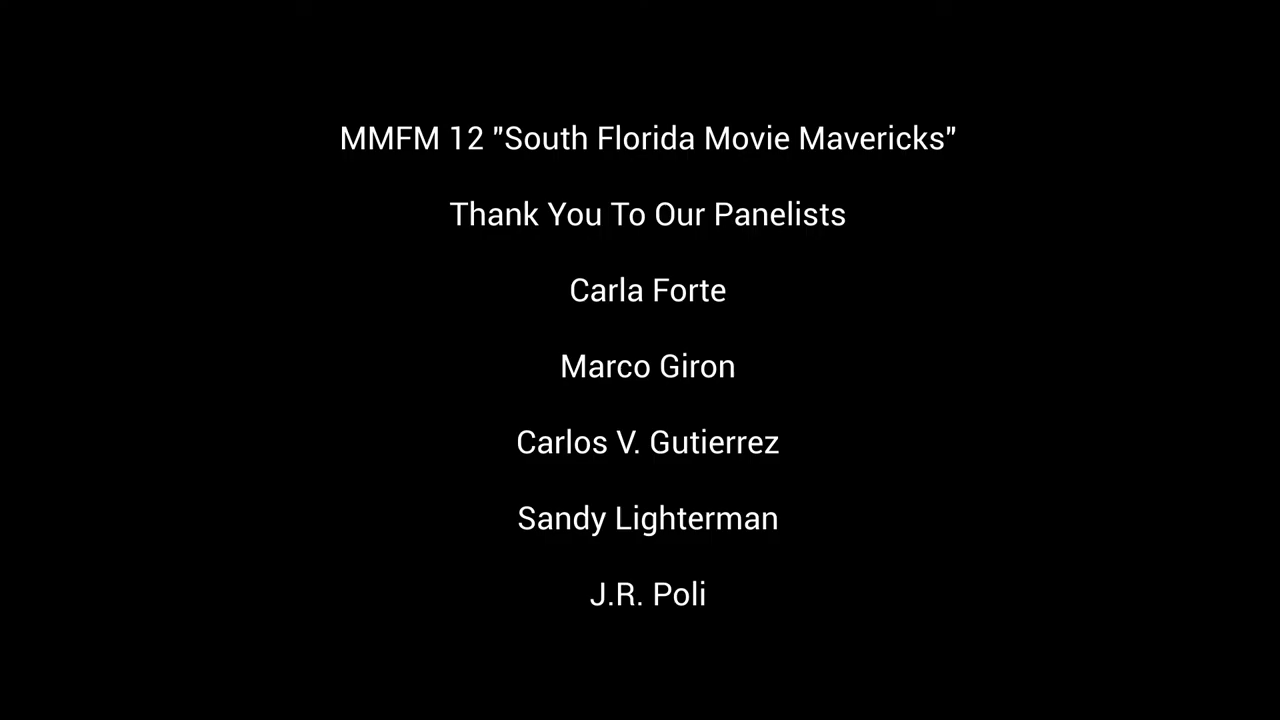 MMFM 12 "South Florida Movie Mavericks"
Thank You To Our Panelists
Carla Forte
Marco Giron
Carlos V. Gutierrez
Sandy Lighterman
J.R. Poli